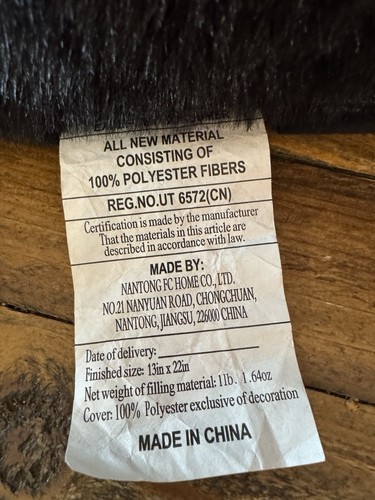 ALL NEW MATERIAL
CONSISTING OF
100% POLYESTER FIBERS
REG.NO.UT 6572(CN)
Certification is made by the manufacturer
That the materials in this article are
described in accordance with law.
MADE BY:
NANTONG FC HOME CO., LTD.
NO.21 NANYUAN ROAD, CHONGCHUAN,
NANTONG, JIANGSU, 226000 CHINA
Date of delivery:
Finished size: 13in x 22in
Net weight of filling material: 1lb. 1.64oz
Cover: 100% Polyester exclusive of decoration
MADE IN CHINA